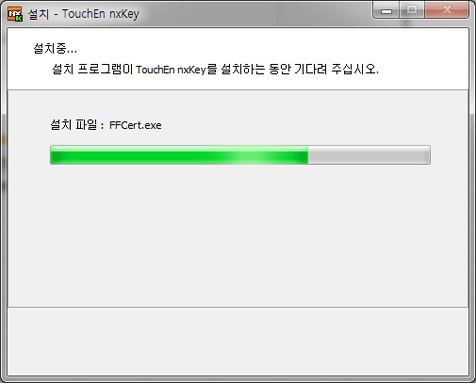 설치 - TouchEn nxKey
설치중...
설치 프로그램이 TouchEn nxKey를 설치하는 동안 기다려 주십시오.
설치 파일 : FFCert.exe